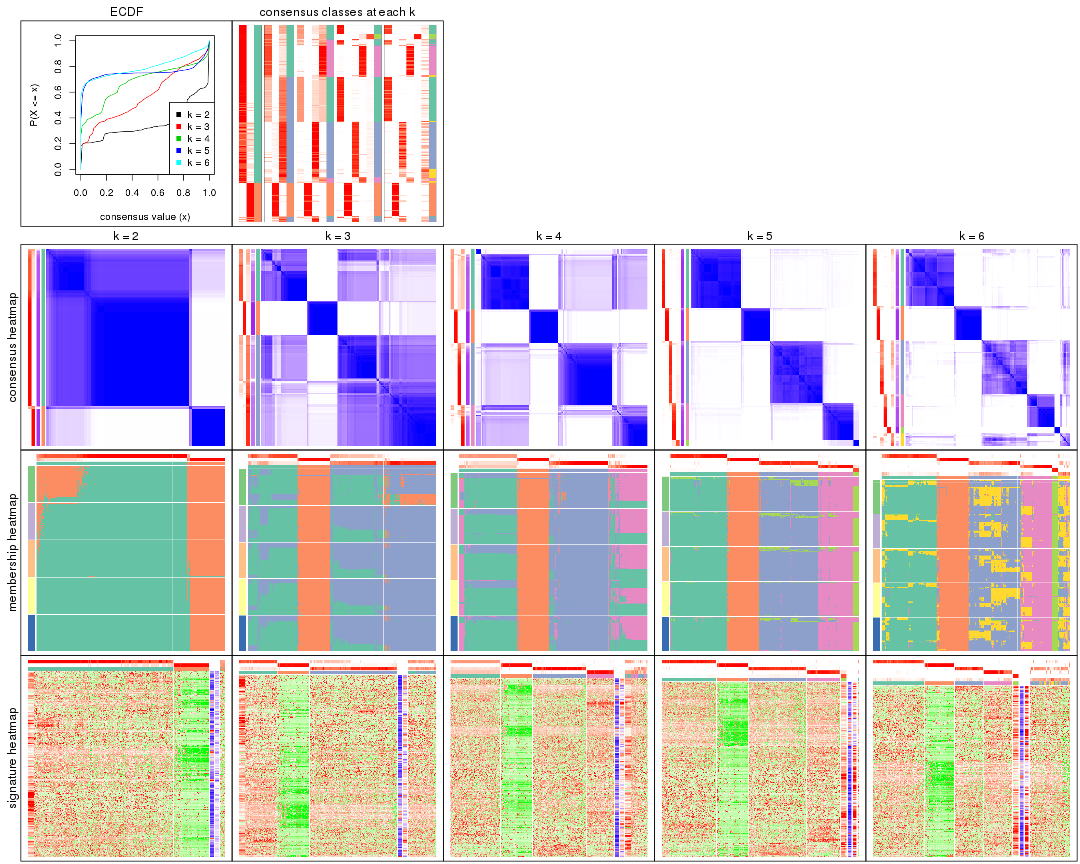 ECDF
consensus classes at each k
P(X <= x)
0.0
0.2
0.4
0.6
0.8
1.0
k = 2
k = 3
k = 4
k = 5
k = 6
0.0 0.2 0.4 0.6 0.8 1.0
consensus value (x)
k = 2
k = 3
k = 4
k = 5
k = 6
consensus heatmap
membership heatmap
signature heatmap